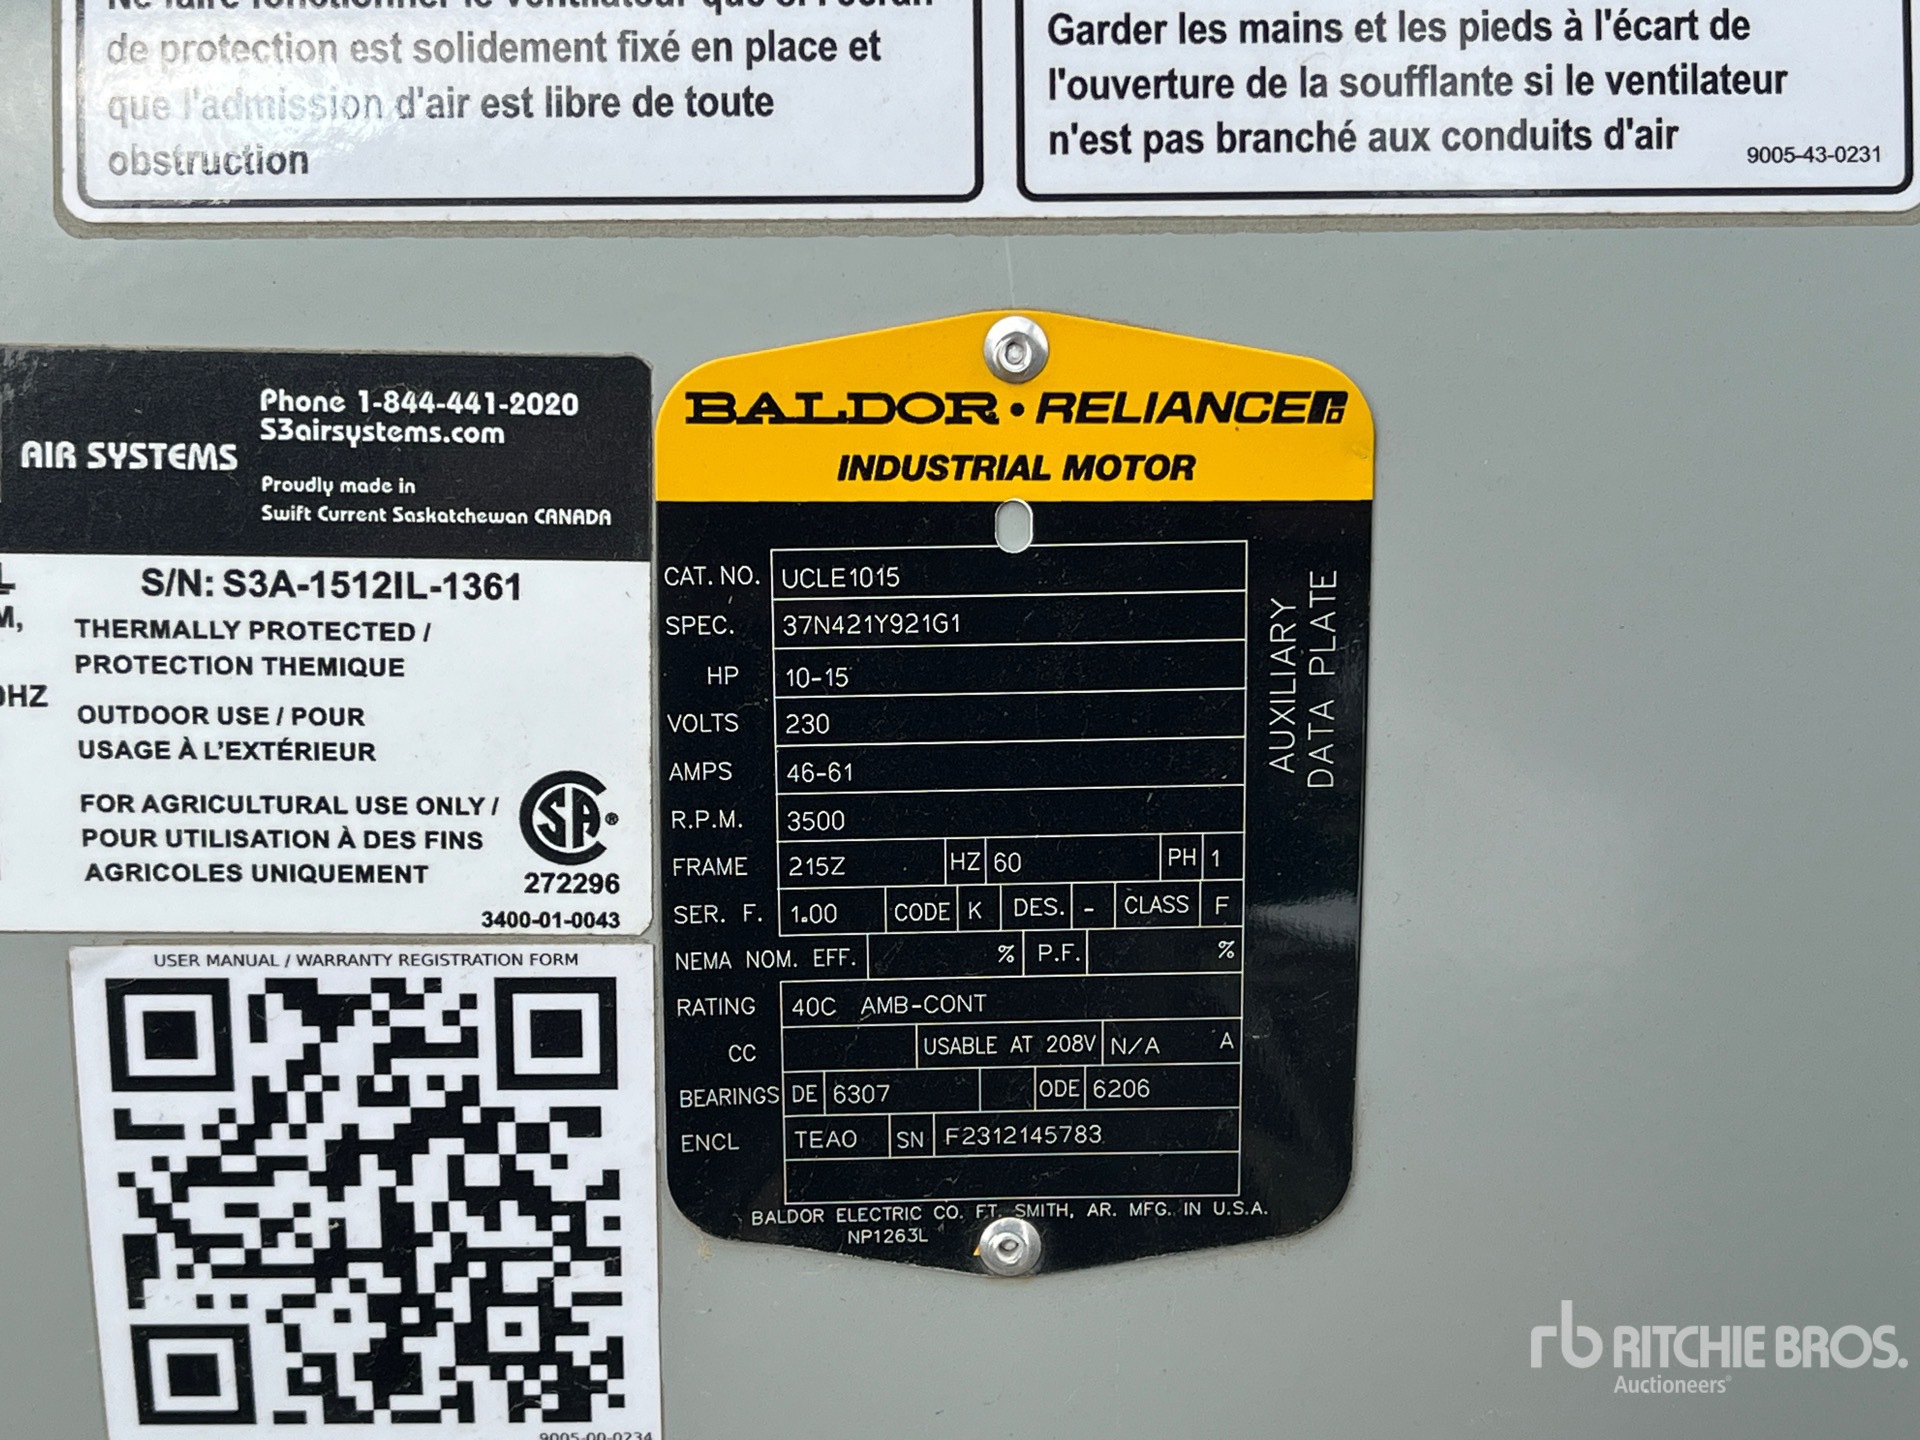 de protection est solidement fixé en place et
que l'admission d'air est libre de toute
obstruction
Garder les mains et les pieds à l'écart de
l'ouverture de la soufflante si le ventilateur
n'est pas branché aux conduits d'air
9005-43-0231
AIR SYSTEMS
Phone 1-844-441-2020
S3airsystems.com
Proudly made in
Swift Current Saskatchewan CANADA
S/N: S3A-1512IL-1361
THERMALLY PROTECTED /
PROTECTION THEMIQUE
HZ
OUTDOOR USE / POUR
USAGE À L'EXTÉRIEUR
FOR AGRICULTURAL USE ONLY /
POUR UTILISATION À DES FINS
AGRICOLES UNIQUEMENT
SA®
272296
3400-01-0043
USER MANUAL / WARRANTY REGISTRATION FORM
9005-00-0234
BALDOR • RELIANCE
INDUSTRIAL MOTOR
CAT. NO. UCLE1015
SPEC. 37N421Y921G1
HP 10-15
VOLTS 230
AMPS 46-61
R.P.M. 3500
FRAME 215Z HZ 60 PH 1
SER. F. 1.00 CODE K DES. - CLASS F
NEMA NOM. EFF. % P.F. %
RATING 40C AMB-CONT
CC USABLE AT 208V N/A A
BEARINGS DE 6307 ODE 6206
ENCL TEAO SN F2312145783
BALDOR ELECTRIC CO. FT. SMITH, AR. MFG. IN U.S.A.
NP1263L
AUXILIARY
DATA PLATE
rb RITCHIE BROS.
Auctioneers